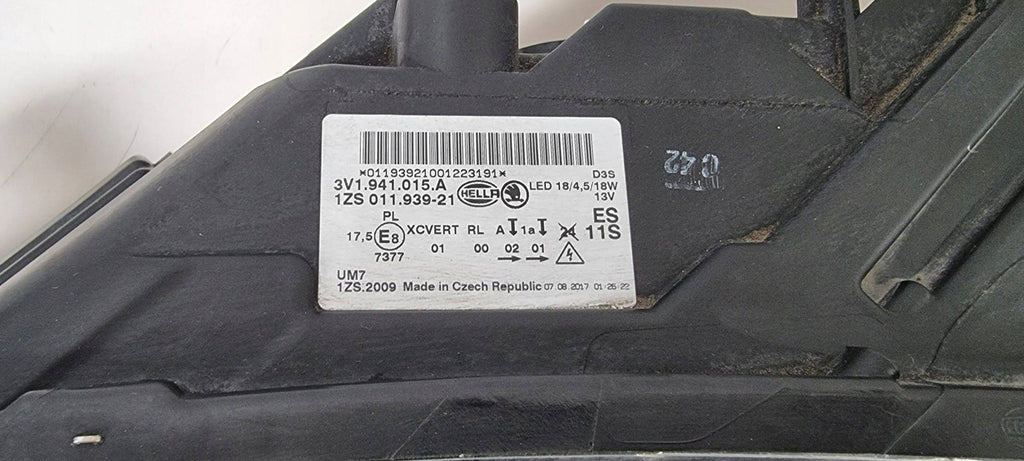 *01193921001223191*
D3S
3V1.941.015.A
LED 18/4,5/18W
1ZS 011.939-21
HELLA
13V
PL
ES
17,5 E8 XCVERT RL A 1a 24 11S
7377 01 00 02 01
UM7
1ZS.2009 Made in Czech Republic 07.08.2017 01:26:22
C 42